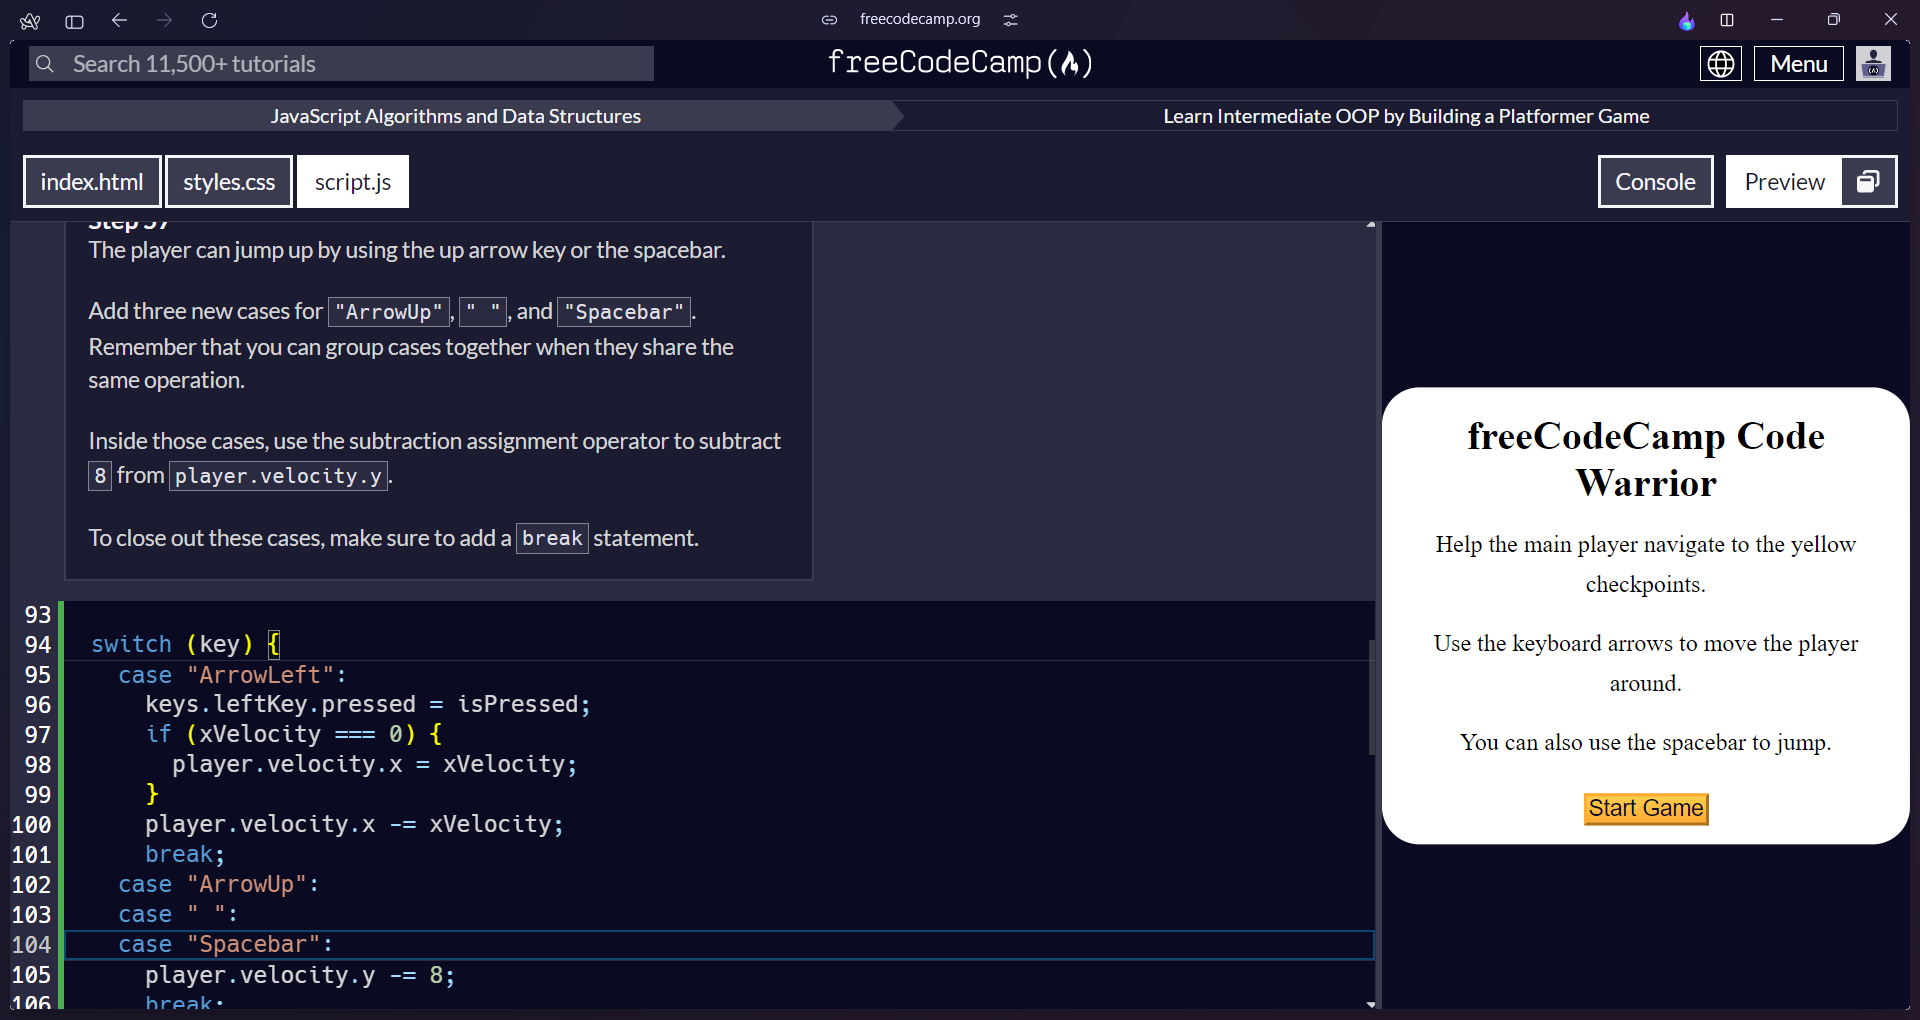 freecodecamp.org
Search 11,500+ tutorials
freeCodeCamp
Menu
JavaScript Algorithms and Data Structures
Learn Intermediate OOP by Building a Platformer Game
index.html
styles.css
script.js
Console
Preview
Step 57
The player can jump up by using the up arrow key or the spacebar.
Add three new cases for "ArrowUp", " ", and "Spacebar".
Remember that you can group cases together when they share the
same operation.
Inside those cases, use the subtraction assignment operator to subtract
8 from player.velocity.y.
To close out these cases, make sure to add a break statement.
93
94 switch (key) {
95 case "ArrowLeft":
96 keys.leftKey.pressed = isPressed;
97 if (xVelocity === 0) {
98 player.velocity.x = xVelocity;
99 }
100 player.velocity.x -= xVelocity;
101 break;
102 case "ArrowUp":
103 case " ":
104 case "Spacebar":
105 player.velocity.y -= 8;
106 break;
freeCodeCamp Code
Warrior
Help the main player navigate to the yellow
checkpoints.
Use the keyboard arrows to move the player
around.
You can also use the spacebar to jump.
Start Game